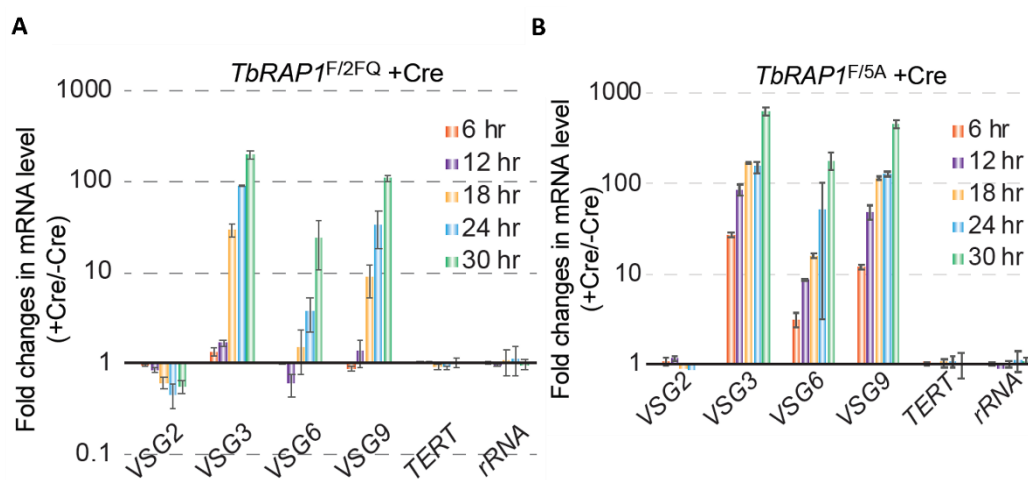 A
TbRAP1F/2FQ +Cre
Fold changes in mRNA level
(+Cre/-Cre)
1000
100
10
1
0.1
6 hr
12 hr
18 hr
24 hr
30 hr
VSG2
VSG3
VSG6
VSG9
TERT
rRNA
B
TbRAP1F/5A +Cre
Fold changes in mRNA level
(+Cre/-Cre)
1000
100
10
1
6 hr
12 hr
18 hr
24 hr
30 hr
VSG2
VSG3
VSG6
VSG9
TERT
rRNA